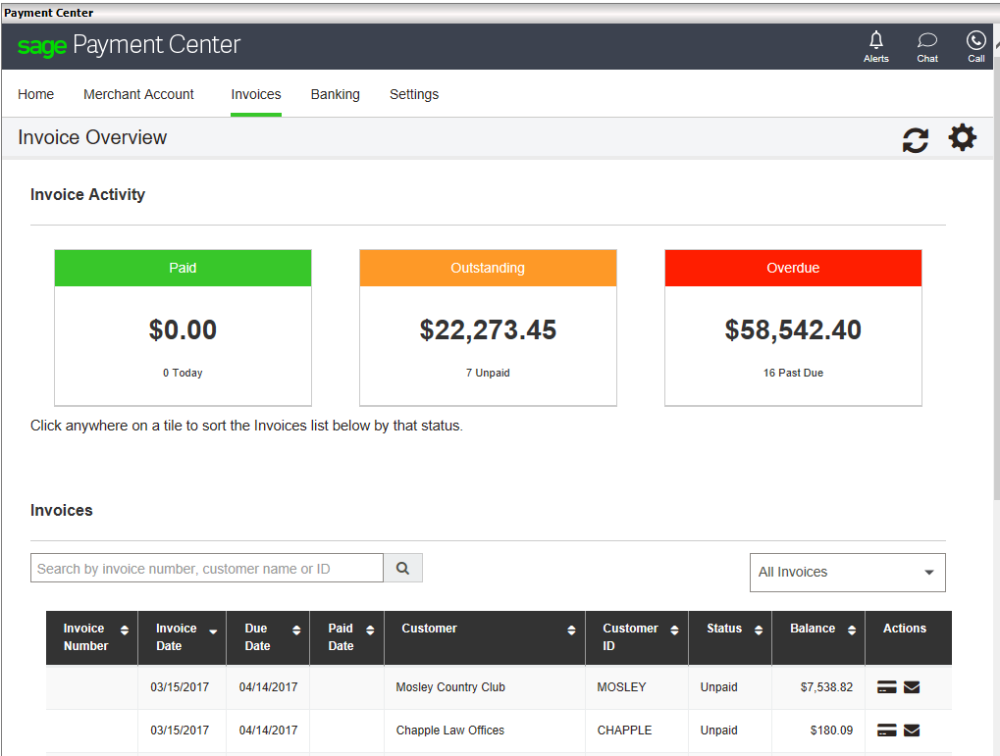 Payment Center
sage Payment Center
Alerts Chat Call
Home Merchant Account Invoices Banking Settings
Invoice Overview
Invoice Activity
Paid Outstanding Overdue
$0.00 $22,273.45 $58,542.40
0 Today 7 Unpaid 16 Past Due
Click anywhere on a tile to sort the Invoices list below by that status.
Invoices
Search by invoice number, customer name or ID All Invoices
Invoice Number Invoice Date Due Date Paid Date Customer Customer ID Status Balance Actions
03/15/2017 04/14/2017 Mosley Country Club MOSLEY Unpaid $7,538.82
03/15/2017 04/14/2017 Chapple Law Offices CHAPPLE Unpaid $180.09